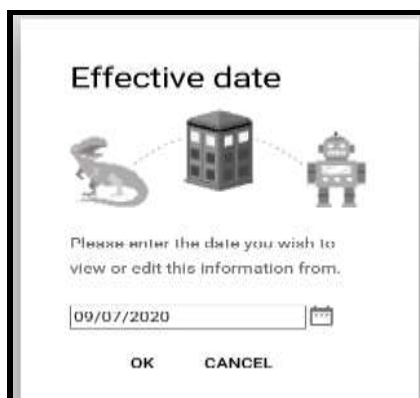 Effective date
Please enter the date you wish to
view or edit this information from.
09/07/2020
OK CANCEL